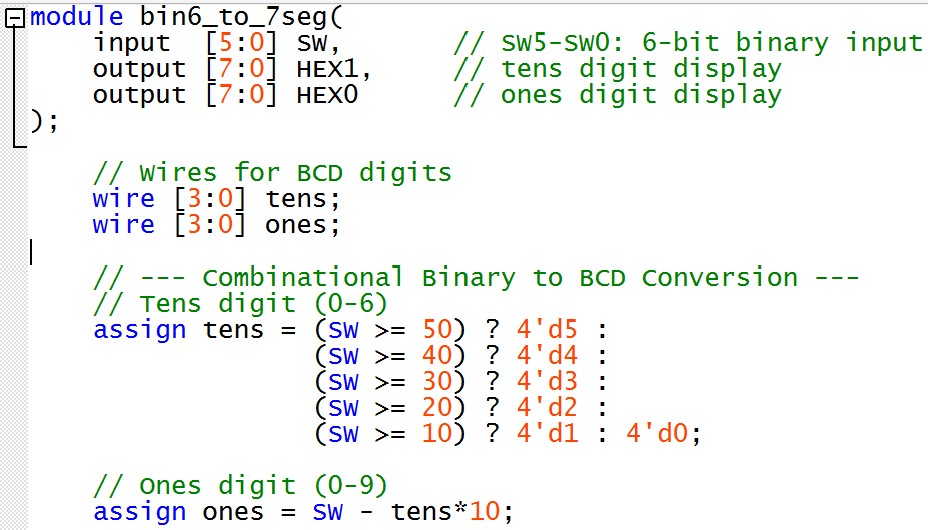 module bin6_to_7seg(
    input  [5:0] SW,       // SW5-SW0: 6-bit binary input
    output [7:0] HEX1,     // tens digit display
    output [7:0] HEX0      // ones digit display
);
    // Wires for BCD digits
    wire [3:0] tens;
    wire [3:0] ones;
    // --- Combinational Binary to BCD Conversion ---
    // Tens digit (0-6)
    assign tens = (SW >= 50) ? 4'd5 :
                  (SW >= 40) ? 4'd4 :
                  (SW >= 30) ? 4'd3 :
                  (SW >= 20) ? 4'd2 :
                  (SW >= 10) ? 4'd1 : 4'd0;
    // Ones digit (0-9)
    assign ones = SW - tens*10;